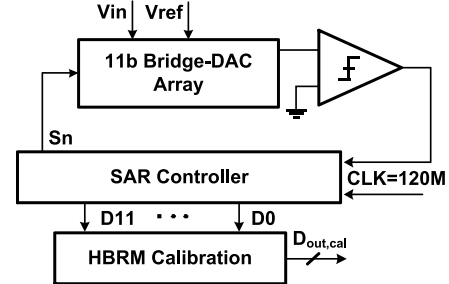 Vin Vref
11b Bridge-DAC
Array
Sn
SAR Controller
CLK=120M
D11 ··· D0
HBRM Calibration
Dout,cal